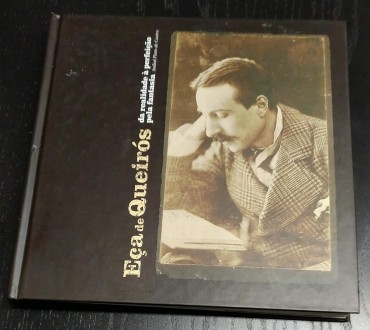 Eça de Queirós
da realidade à perfeição
pela fantasia